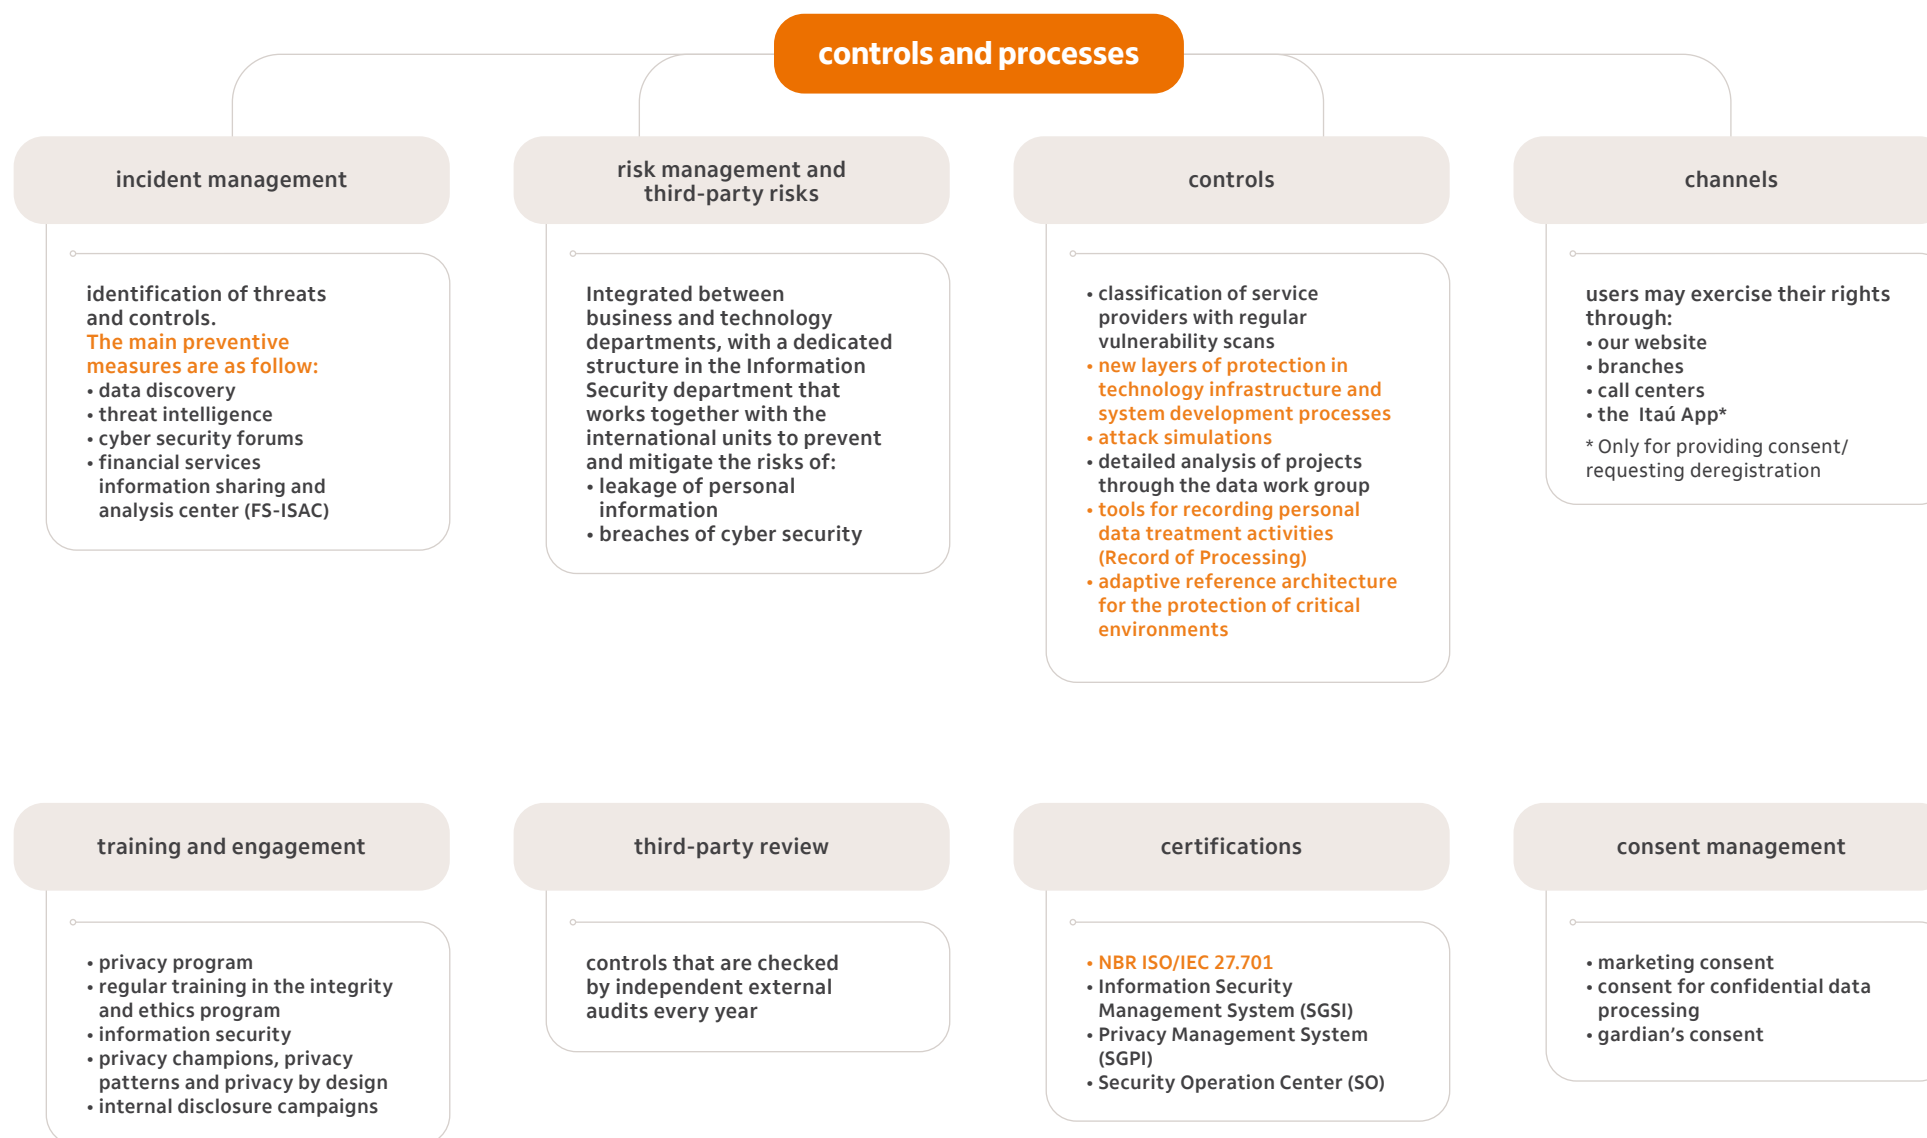 controls and processes
incident management
identification of threats
and controls.
The main preventive
measures are as follow:
• data discovery
• threat intelligence
• cyber security forums
• financial services
information sharing and
analysis center (FS-ISAC)
risk management and
third-party risks
Integrated between
business and technology
departments, with a dedicated
structure in the Information
Security department that
works together with the
international units to prevent
and mitigate the risks of:
• leakage of personal
information
• breaches of cyber security
controls
• classification of service
providers with regular
vulnerability scans
• new layers of protection in
technology infrastructure and
system development processes
• attack simulations
• detailed analysis of projects
through the data work group
• tools for recording personal
data treatment activities
(Record of Processing)
• adaptive reference architecture
for the protection of critical
environments
channels
users may exercise their rights
through:
• our website
• branches
• call centers
• the Itaú App*
* Only for providing consent/
requesting deregistration
training and engagement
• privacy program
• regular training in the integrity
and ethics program
• information security
• privacy champions, privacy
patterns and privacy by design
• internal disclosure campaigns
third-party review
controls that are checked
by independent external
audits every year
certifications
• NBR ISO/IEC 27.701
• Information Security
Management System (SGSI)
• Privacy Management System
(SGPI)
• Security Operation Center (SO)
consent management
• marketing consent
• consent for confidential data
processing
• gardian's consent